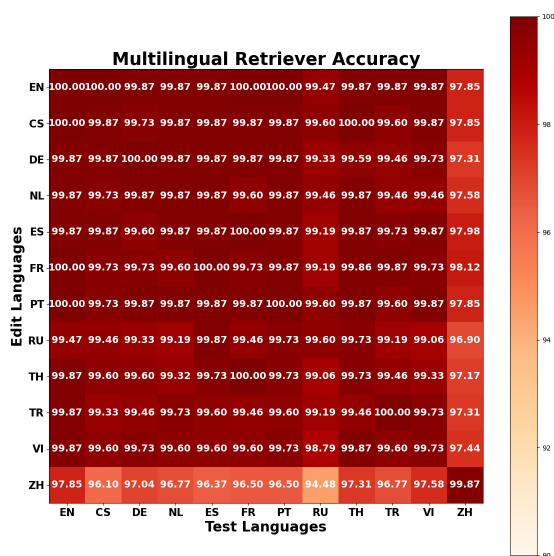 Multilingual Retriever Accuracy
Edit Languages
EN 100.00 100.00 99.87 99.87 99.87 100.00 100.00 99.47 99.87 99.87 99.87 97.85
CS 100.00 99.87 99.73 99.87 99.87 99.87 99.87 99.60 100.00 99.60 99.87 97.85
DE 99.87 99.87 100.00 99.87 99.87 99.87 99.87 99.33 99.59 99.46 99.73 97.31
NL 99.87 99.73 99.87 99.87 99.87 99.60 99.87 99.46 99.87 99.46 99.46 97.58
ES 99.87 99.87 99.60 99.87 99.87 100.00 99.87 99.19 99.87 99.73 99.87 97.98
FR 100.00 99.73 99.73 99.60 100.00 99.73 99.87 99.19 99.86 99.87 99.73 98.12
PT 100.00 99.73 99.87 99.87 99.87 99.87 100.00 99.60 99.87 99.60 99.87 97.85
RU 99.47 99.46 99.33 99.19 99.87 99.46 99.73 99.60 99.73 99.19 99.06 96.90
TH 99.87 99.60 99.60 99.32 99.73 100.00 99.73 99.06 99.73 99.46 99.33 97.17
TR 99.87 99.33 99.46 99.73 99.60 99.46 99.60 99.19 99.46 100.00 99.73 97.31
VI 99.87 99.60 99.73 99.60 99.60 99.60 99.73 98.79 99.87 99.60 99.73 97.44
ZH 97.85 96.10 97.04 96.77 96.37 96.50 96.50 94.48 97.31 96.77 97.58 99.87
EN CS DE NL ES FR PT RU TH TR VI ZH
Test Languages
100
98
96
94
92
90